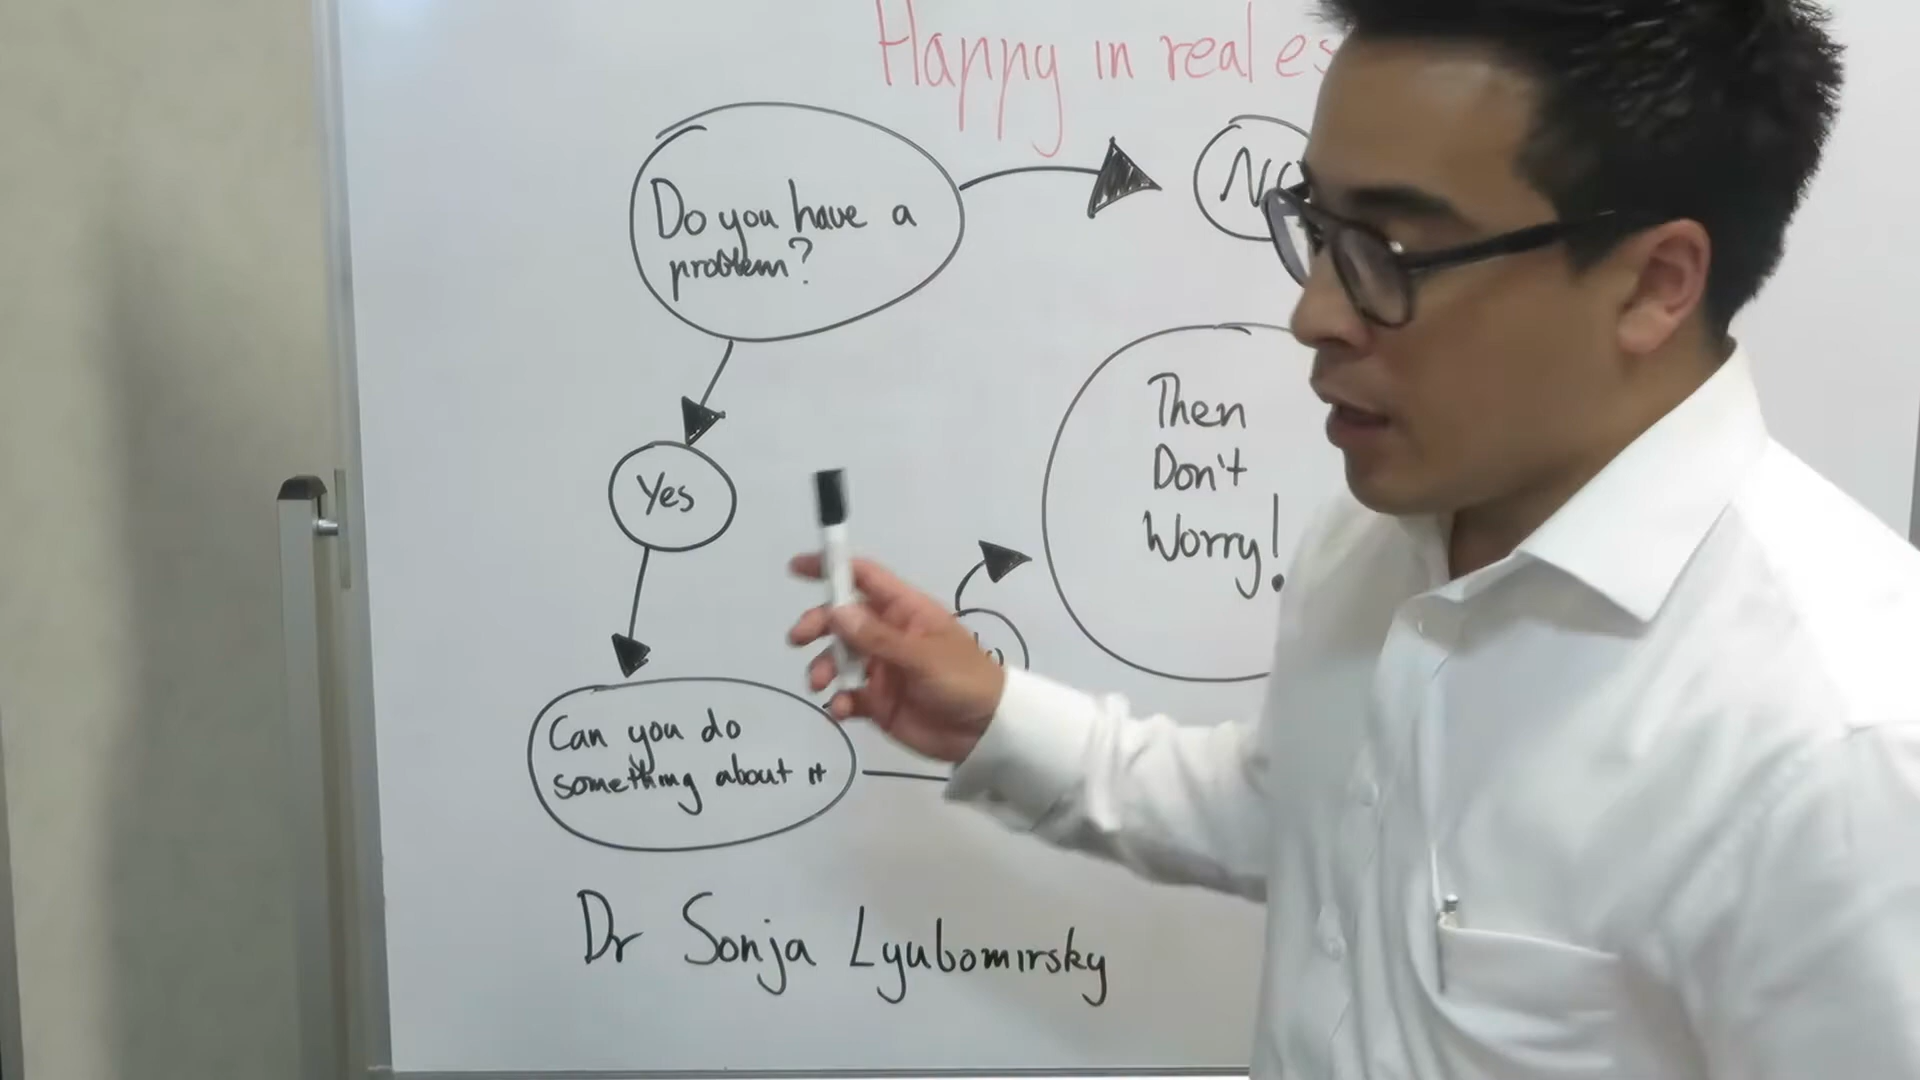 Happy in real es
Do you have a
problem?
Yes
Then
Don't
Worry!
Can you do
something about it
Dr Sonja Lyubomirsky